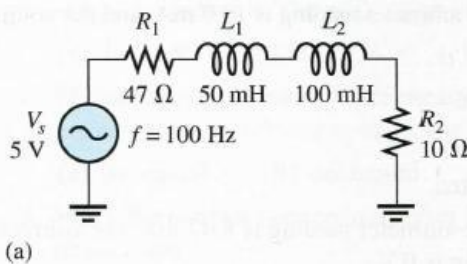 R₁ L₁ L₂
47 Ω 50 mH 100 mH
Vₛ
5 V
f = 100 Hz
R₂
10 Ω
(a)